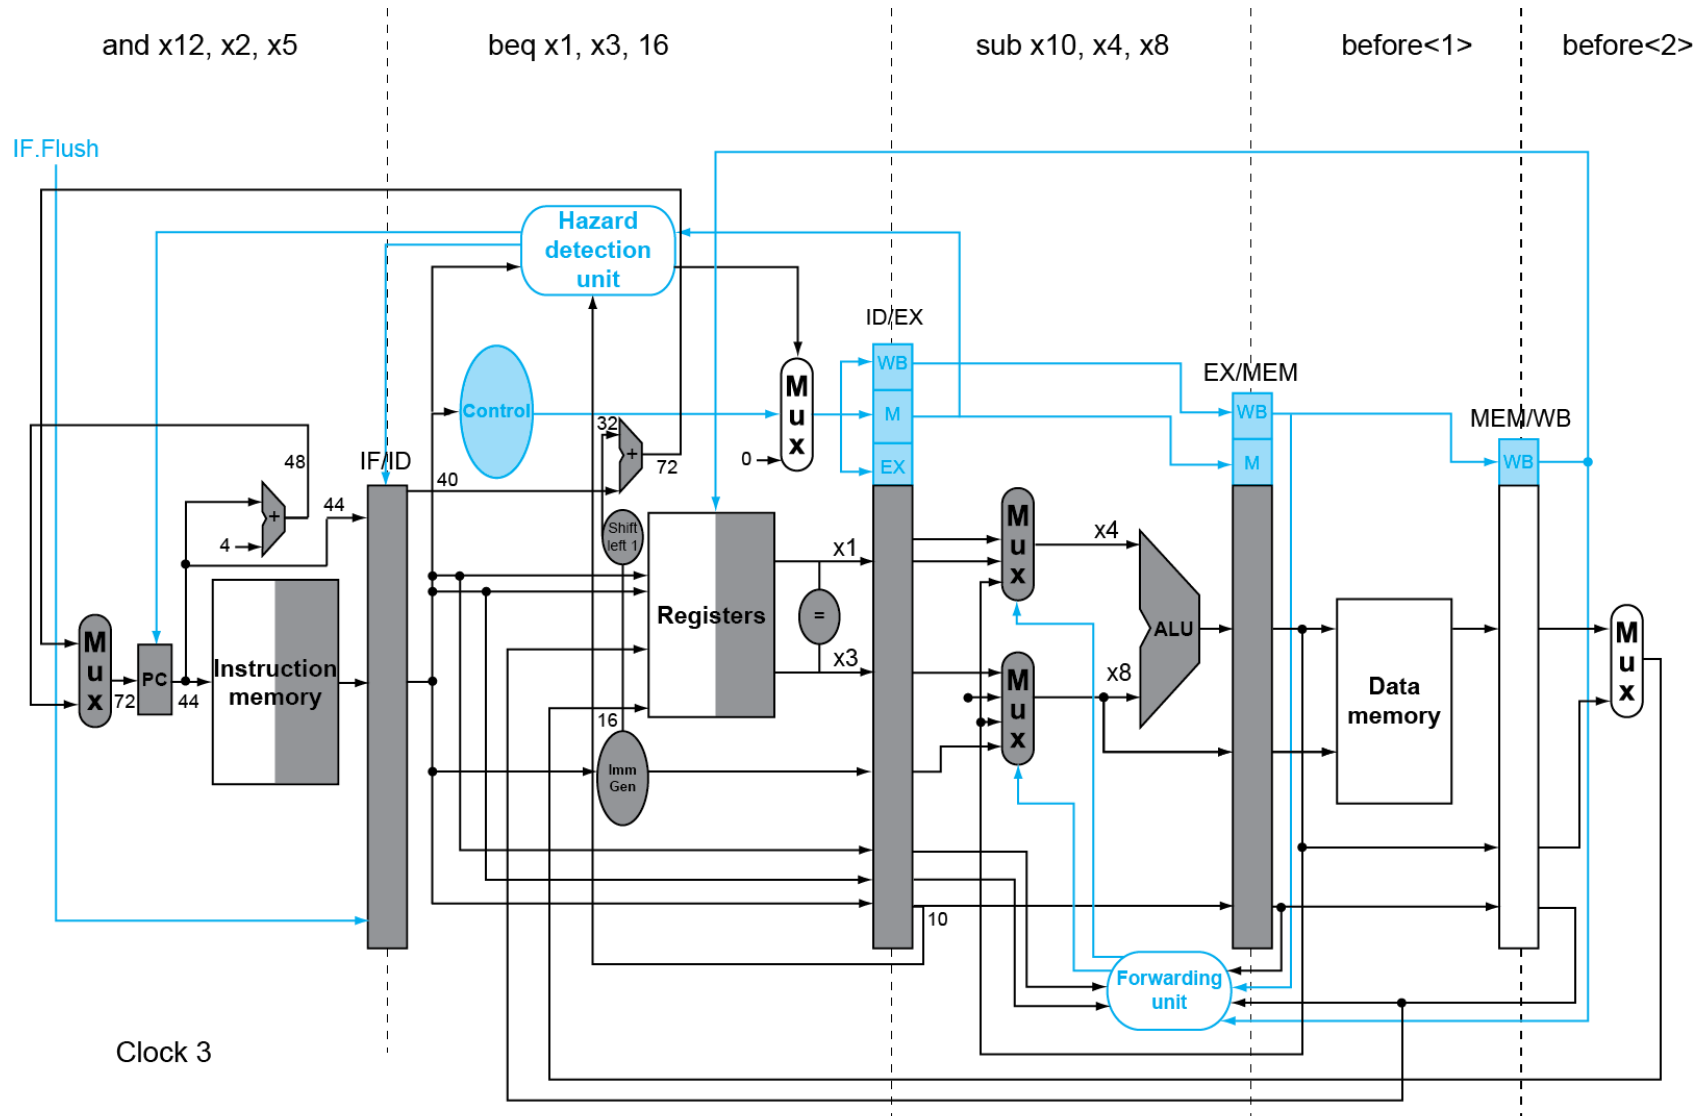 and x12, x2, x5
beq x1, x3, 16
sub x10, x4, x8
before<1>
before<2>
IF.Flush
Hazard
detection
unit
ID/EX
WB
M
EX
EX/MEM
WB
M
MEM/WB
WB
Control
M
u
x
0
32
+
72
48
IF/ID
40
44
4
+
Shift
left 1
M
u
x
72
PC
44
Instruction
memory
Registers
x1
=
x3
16
Imm
Gen
M
u
x
x4
M
u
x
x8
ALU
Data
memory
M
u
x
10
Forwarding
unit
Clock 3